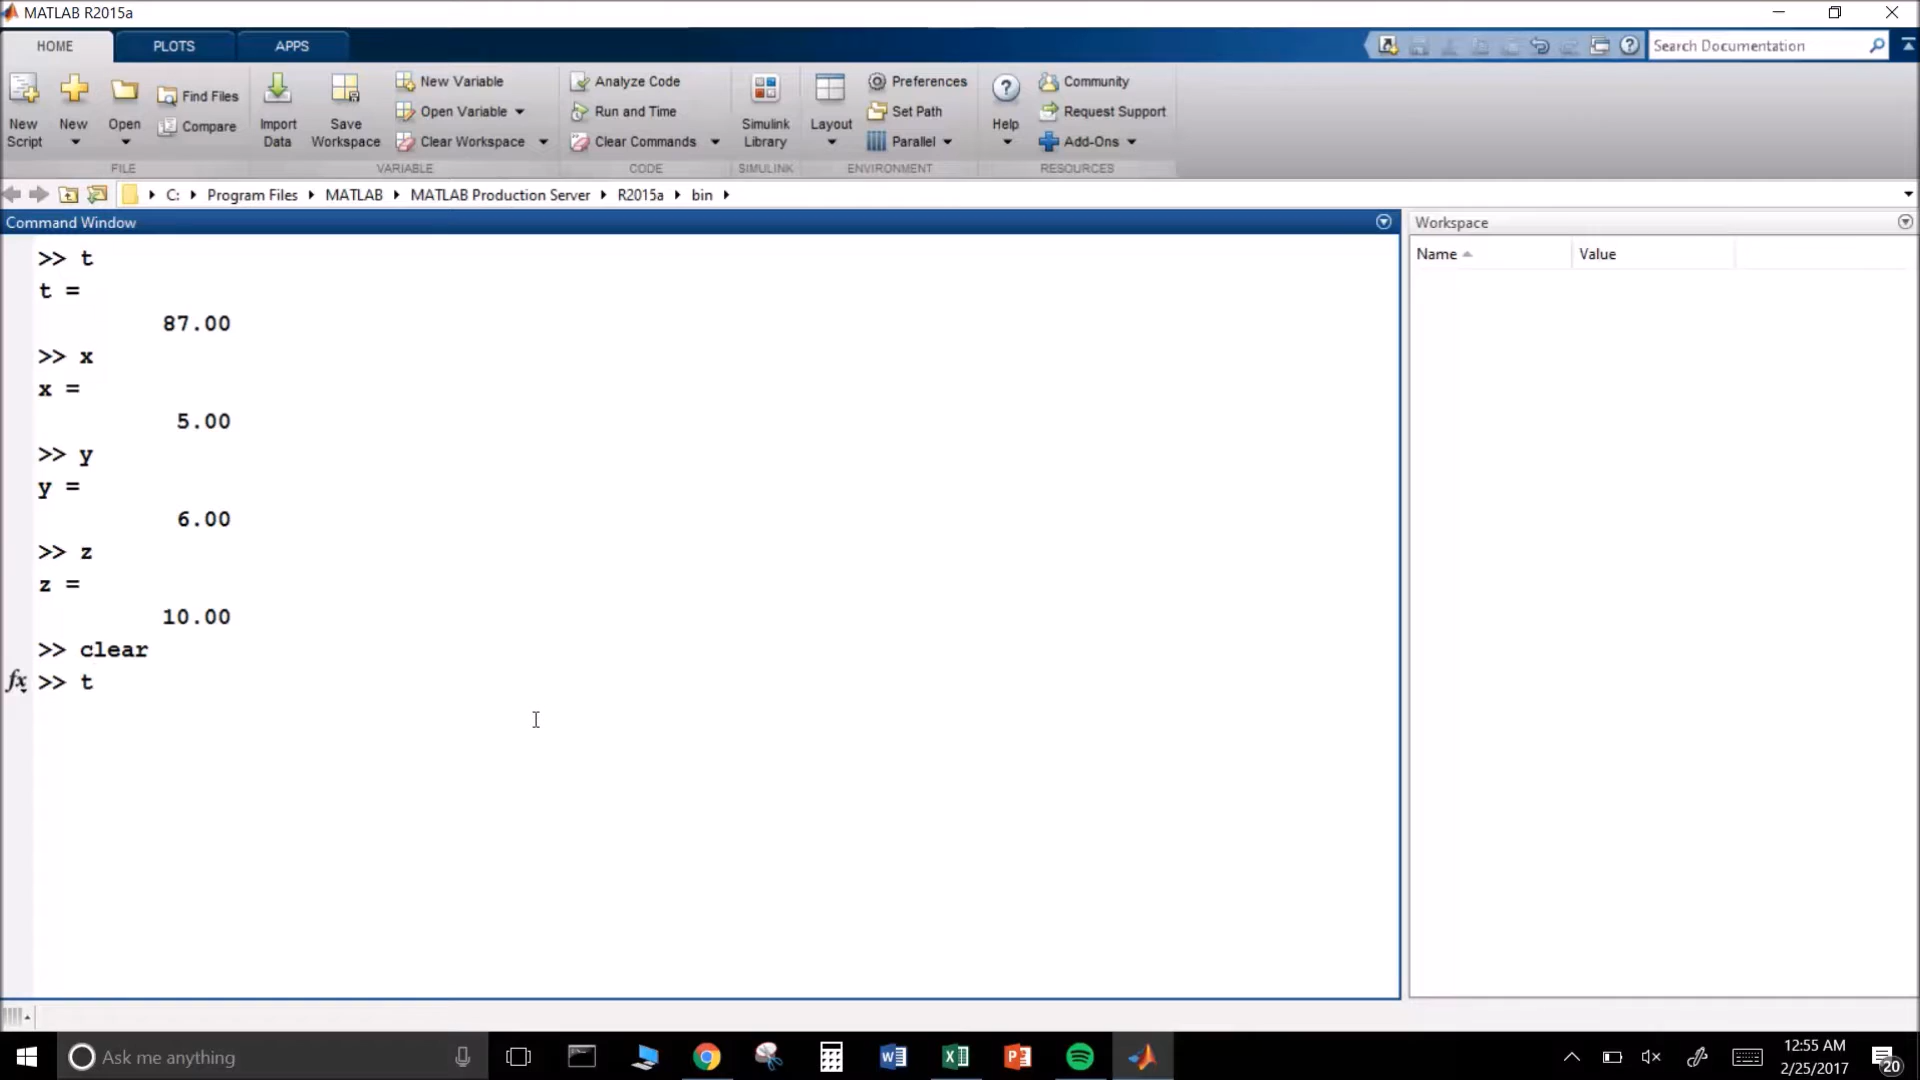 MATLAB R2015a
HOME PLOTS APPS
Search Documentation
New Script
New
Open
Find Files
Compare
FILE
Import Data
Save Workspace
New Variable
Open Variable
Clear Workspace
VARIABLE
Analyze Code
Run and Time
Clear Commands
CODE
Simulink Library
SIMULINK
Layout
Preferences
Set Path
Parallel
ENVIRONMENT
Help
Community
Request Support
Add-Ons
RESOURCES
C: Program Files MATLAB MATLAB Production Server R2015a bin
Command Window
>> t
t =
87.00
>> x
x =
5.00
>> y
y =
6.00
>> z
z =
10.00
>> clear
fx >> t
Workspace
Name Value
Ask me anything
12:55 AM
2/25/2017
20